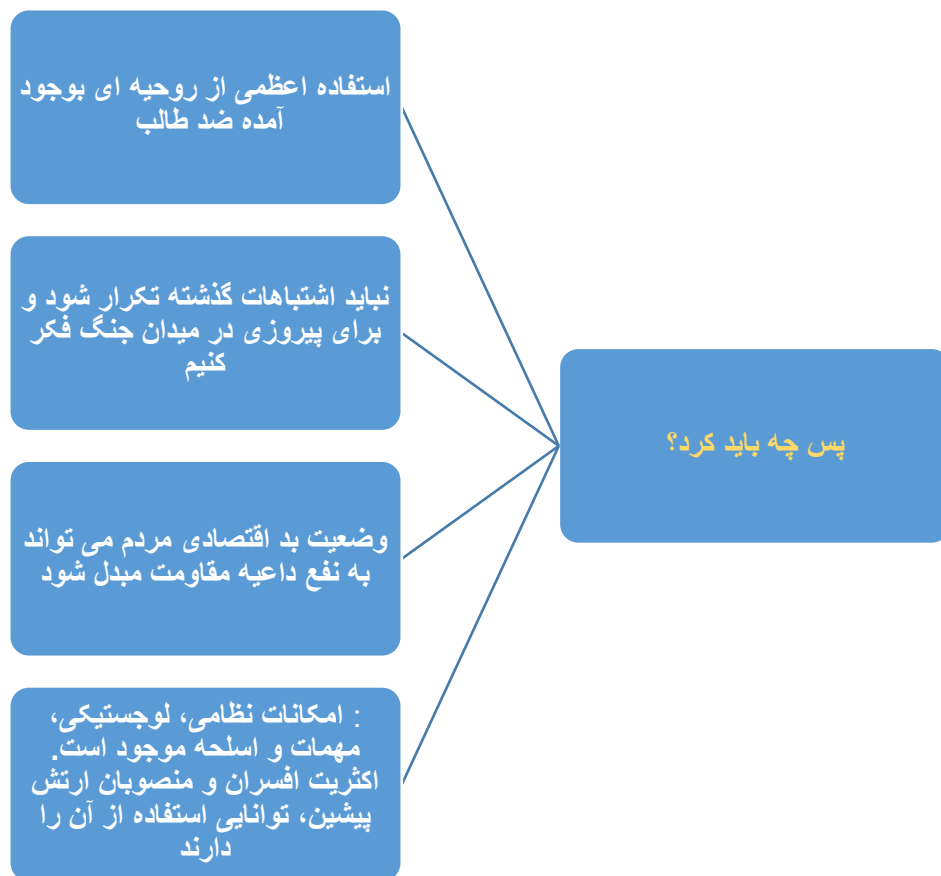 پس چه باید کرد؟
استفاده اعظمی از روحیه ای بوجود
آمده ضد طالب
نباید اشتباهات گذشته تکرار شود و
برای پیروزی در میدان جنگ فکر
کنیم
وضعیت بد اقتصادی مردم می تواند
به نفع داعیه مقاومت مبدل شود
: امکانات نظامی، لوجستیکی،
مهمات و اسلحه موجود است.
اکثریت افسران و منصوبان ارتش
پیشین، توانایی استفاده از آن را
دارند